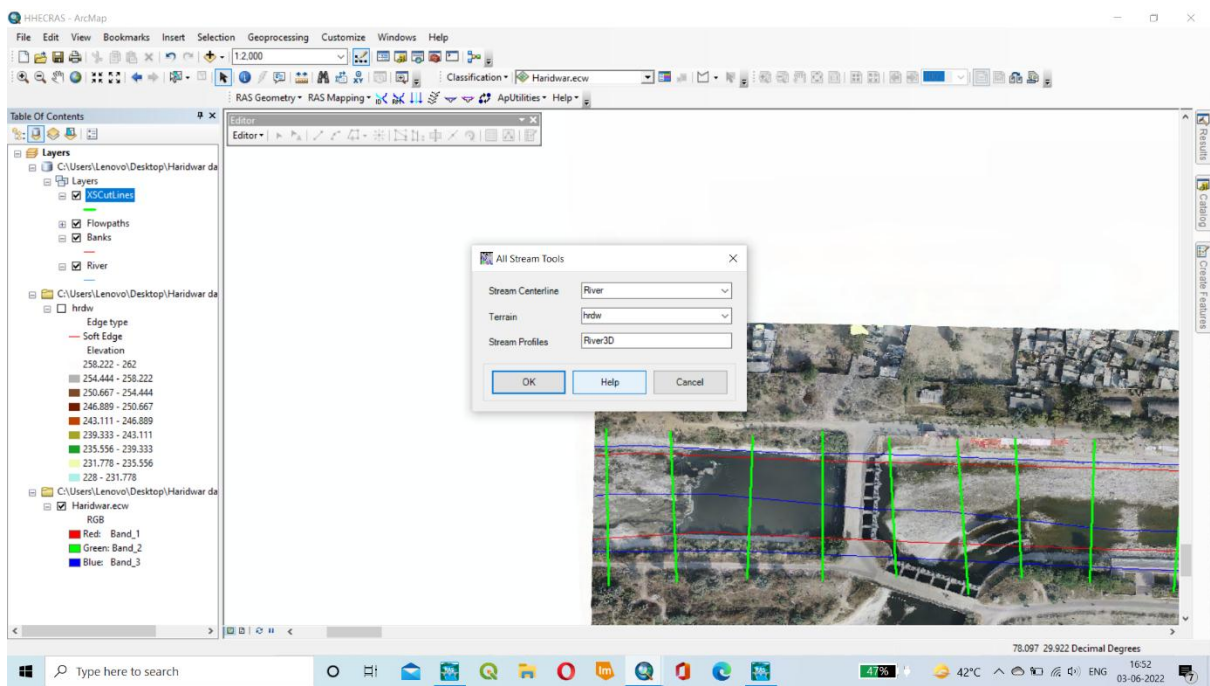 HHECRAS - ArcMap
File Edit View Bookmarks Insert Selection Geoprocessing Customize Windows Help
1:2,000
Classification Haridwar.ecw
RAS Geometry RAS Mapping ApUtilities Help
Table Of Contents
Editor
Editor
Layers
C:\Users\Lenovo\Desktop\Haridwar da
Layers
XSCutLines
Flowpaths
Banks
River
C:\Users\Lenovo\Desktop\Haridwar da
hrdw
Edge type
Soft Edge
Elevation
258.222 - 262
254.444 - 258.222
250.667 - 254.444
246.889 - 250.667
243.111 - 246.889
239.333 - 243.111
235.556 - 239.333
231.778 - 235.556
228 - 231.778
C:\Users\Lenovo\Desktop\Haridwar da
Haridwar.ecw
RGB
Red: Band_1
Green: Band_2
Blue: Band_3
All Stream Tools
Stream Centerline River
Terrain hrdw
Stream Profiles River3D
OK Help Cancel
Results
Catalog
Create Features
78.097 29.922 Decimal Degrees
Type here to search
47%
42°C
ENG
16:52
03-06-2022